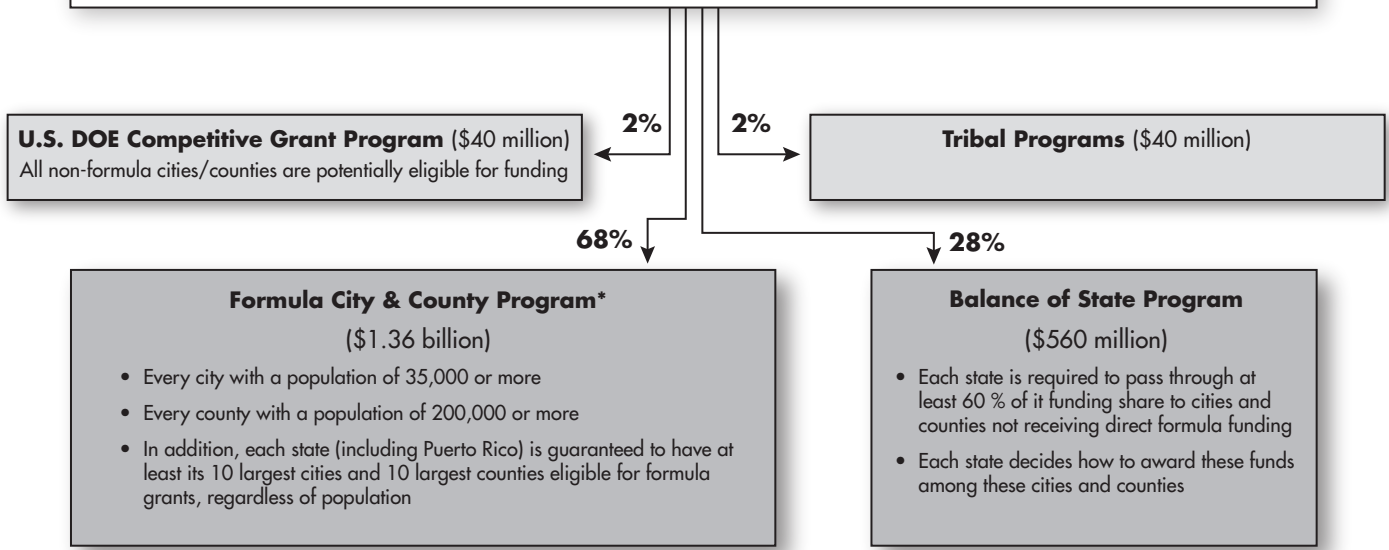 2%
2%
U.S. DOE Competitive Grant Program ($40 million)
All non-formula cities/counties are potentially eligible for funding
Tribal Programs ($40 million)
68%
28%
Formula City & County Program*
($1.36 billion)
• Every city with a population of 35,000 or more
• Every county with a population of 200,000 or more
• In addition, each state (including Puerto Rico) is guaranteed to have at
least its 10 largest cities and 10 largest counties eligible for formula
grants, regardless of population
Balance of State Program
($560 million)
• Each state is required to pass through at
least 60 % of it funding share to cities and
counties not receiving direct formula funding
• Each state decides how to award these funds
among these cities and counties